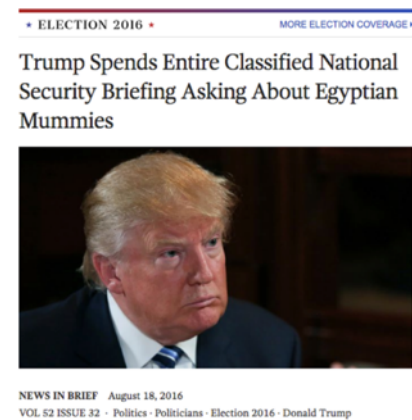 ★ ELECTION 2016 ★
MORE ELECTION COVERAGE
Trump Spends Entire Classified National
Security Briefing Asking About Egyptian
Mummies
NEWS IN BRIEF August 18, 2016
VOL 52 ISSUE 32 · Politics · Politicians · Election 2016 · Donald Trump